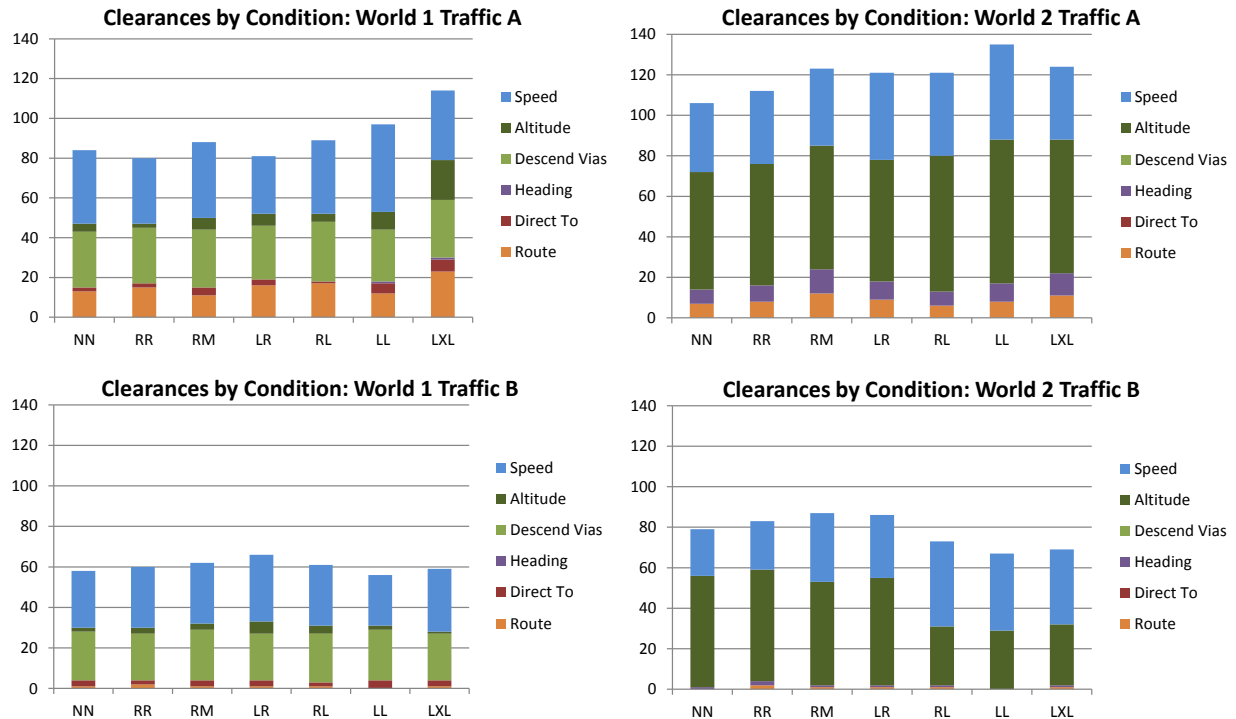 Clearances by Condition: World 1 Traffic A
140
120
100
80
60
40
20
0
NN RR RM LR RL LL LXL
Speed
Altitude
Descend Vias
Heading
Direct To
Route
Clearances by Condition: World 2 Traffic A
140
120
100
80
60
40
20
0
NN RR RM LR RL LL LXL
Speed
Altitude
Descend Vias
Heading
Direct To
Route
Clearances by Condition: World 1 Traffic B
140
120
100
80
60
40
20
0
NN RR RM LR RL LL LXL
Speed
Altitude
Descend Vias
Heading
Direct To
Route
Clearances by Condition: World 2 Traffic B
140
120
100
80
60
40
20
0
NN RR RM LR RL LL LXL
Speed
Altitude
Descend Vias
Heading
Direct To
Route